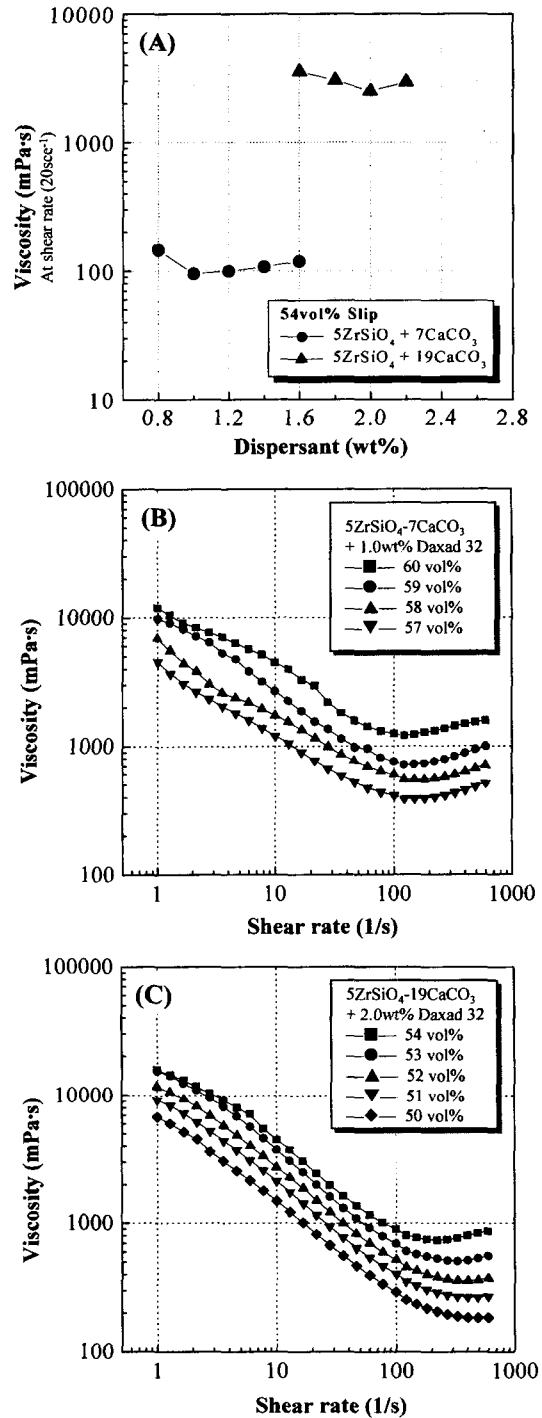 (A)
10000
1000
100
10
Viscosity (mPa·s)
At shear rate (20sec⁻¹)
54vol% Slip
5ZrSiO₄ + 7CaCO₃
5ZrSiO₄ + 19CaCO₃
0.8 1.2 1.6 2.0 2.4 2.8
Dispersant (wt%)
(B)
100000
10000
1000
100
Viscosity (mPa·s)
5ZrSiO₄-7CaCO₃
+ 1.0wt% Daxad 32
60 vol%
59 vol%
58 vol%
57 vol%
1 10 100 1000
Shear rate (1/s)
(C)
100000
10000
1000
100
Viscosity (mPa·s)
5ZrSiO₄-19CaCO₃
+ 2.0wt% Daxad 32
54 vol%
53 vol%
52 vol%
51 vol%
50 vol%
1 10 100 1000
Shear rate (1/s)